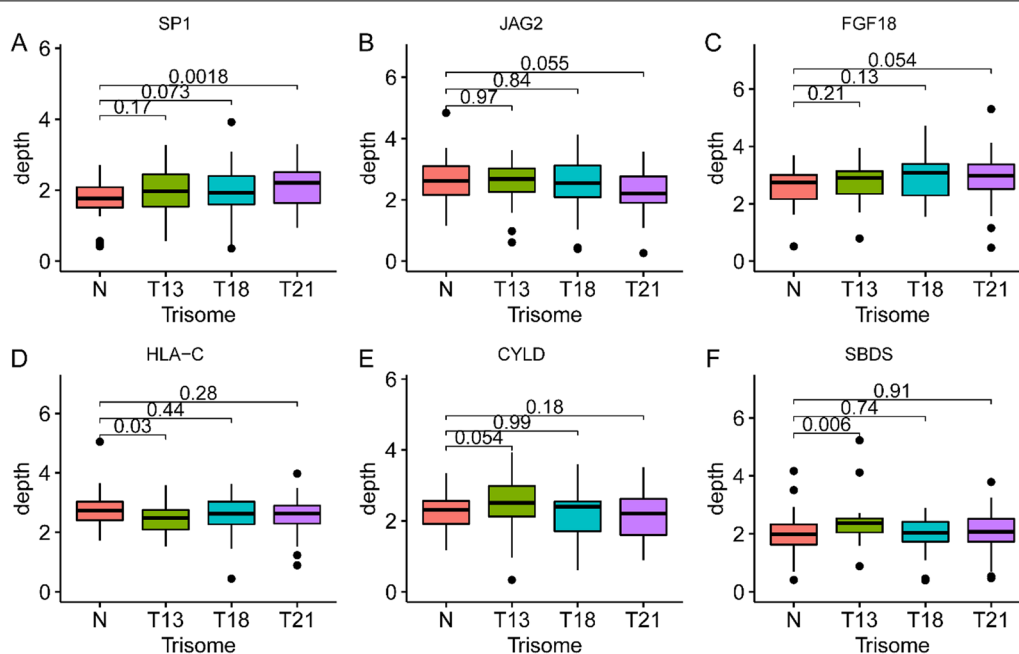 SP1
A
6
4
2
0
depth
0.0018
0.073
0.17
N T13 T18 T21
Trisome
JAG2
B
6
4
2
0
depth
0.055
0.84
0.97
N T13 T18 T21
Trisome
FGF18
C
6
4
2
0
depth
0.054
0.13
0.21
N T13 T18 T21
Trisome
HLA−C
D
6
4
2
0
depth
0.28
0.44
0.03
N T13 T18 T21
Trisome
CYLD
E
6
4
2
0
depth
0.18
0.99
0.054
N T13 T18 T21
Trisome
SBDS
F
6
4
2
0
depth
0.91
0.74
0.006
N T13 T18 T21
Trisome